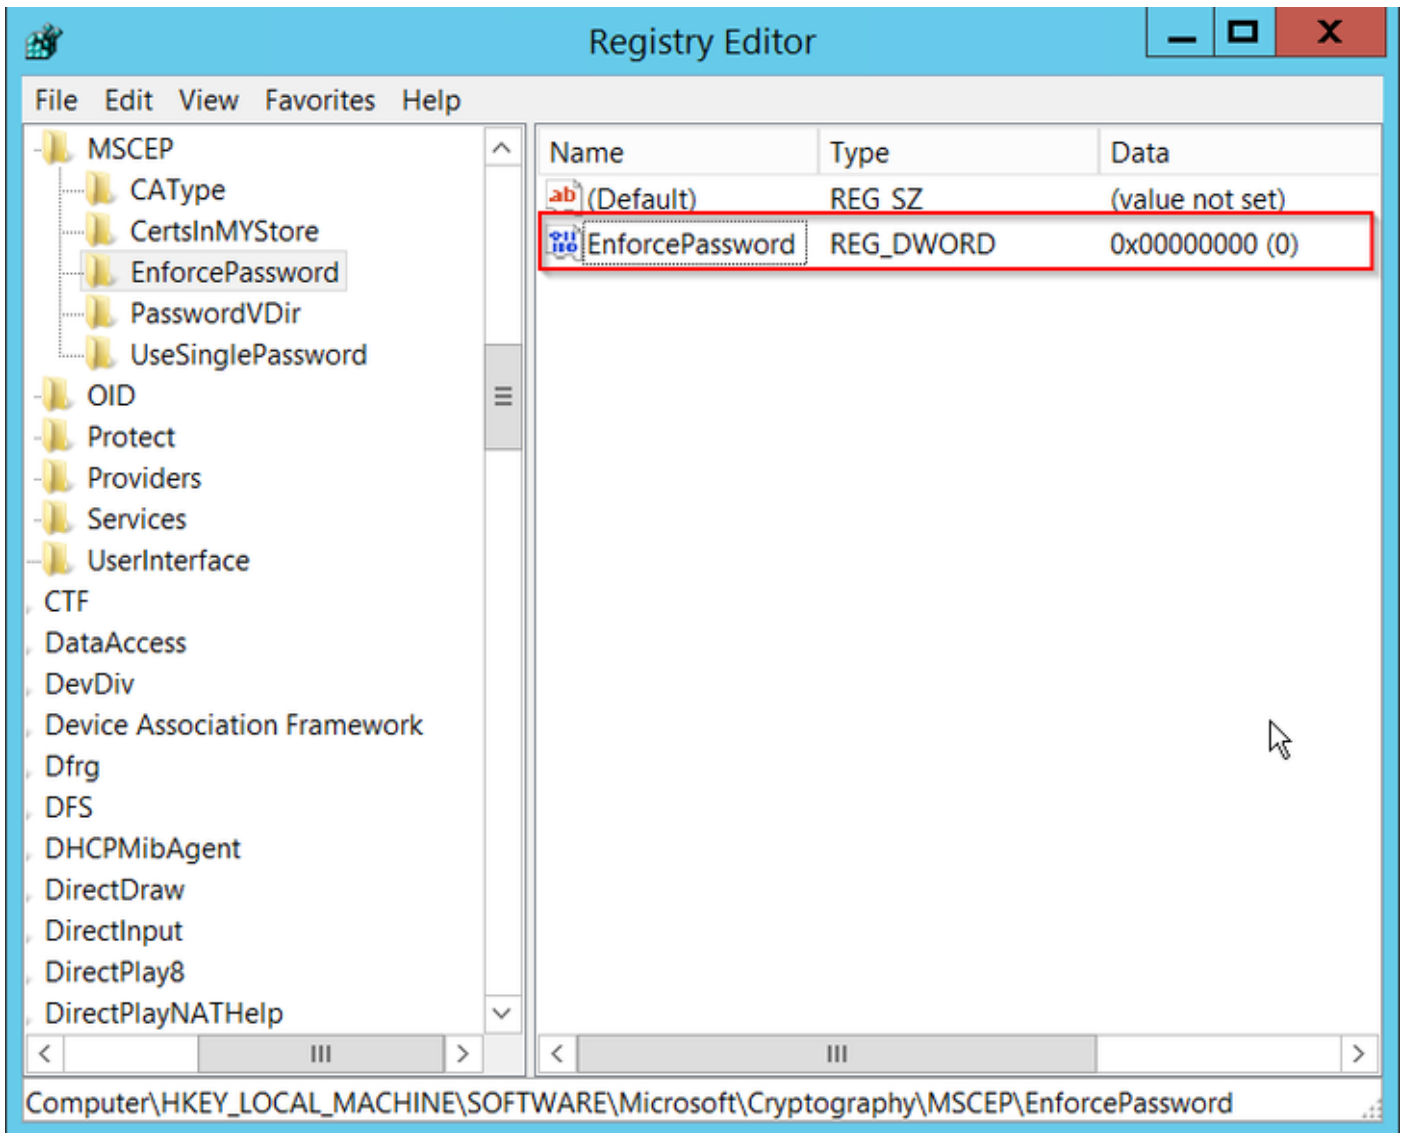 Registry Editor
File Edit View Favorites Help
MSCEP
CAType
CertsInMYStore
EnforcePassword
PasswordVDir
UseSinglePassword
OID
Protect
Providers
Services
UserInterface
CTF
DataAccess
DevDiv
Device Association Framework
Dfrg
DFS
DHCPMibAgent
DirectDraw
DirectInput
DirectPlay8
DirectPlayNATHelp
Name Type Data
(Default) REG_SZ (value not set)
EnforcePassword REG_DWORD 0x00000000 (0)
Computer\HKEY_LOCAL_MACHINE\SOFTWARE\Microsoft\Cryptography\MSCEP\EnforcePassword